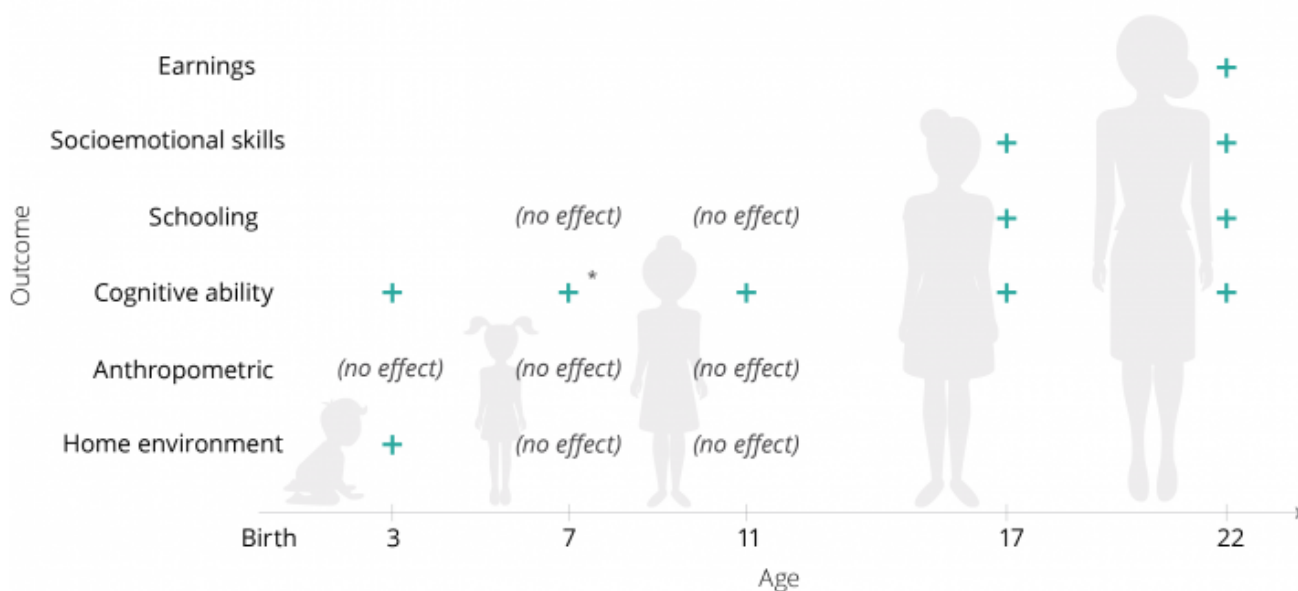 Earnings +
Socioemotional skills + +
Schooling (no effect) (no effect) + +
Cognitive ability + + * + + +
Anthropometric (no effect) (no effect) (no effect)
Home environment + (no effect) (no effect)
Outcome
Birth 3 7 11 17 22
Age